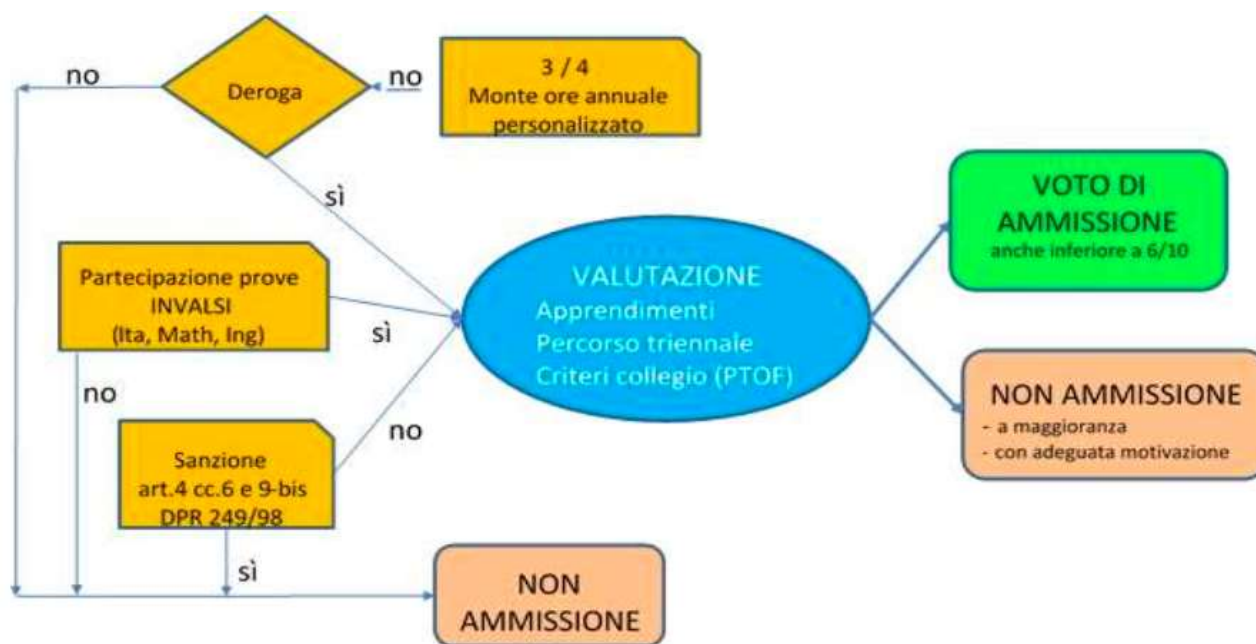 no
Deroga
no
3 / 4
Monte ore annuale
personalizzato
sì
Partecipazione prove
INVALSI
(Ita, Math, Ing)
sì
no
Sanzione
art.4 cc.6 e 9-bis
DPR 249/98
no
sì
VALUTAZIONE
Apprendimenti
Percorso triennale
Criteri collegio (PTOF)
VOTO DI
AMMISSIONE
anche inferiore a 6/10
NON AMMISSIONE
- a maggioranza
- con adeguata motivazione
NON
AMMISSIONE